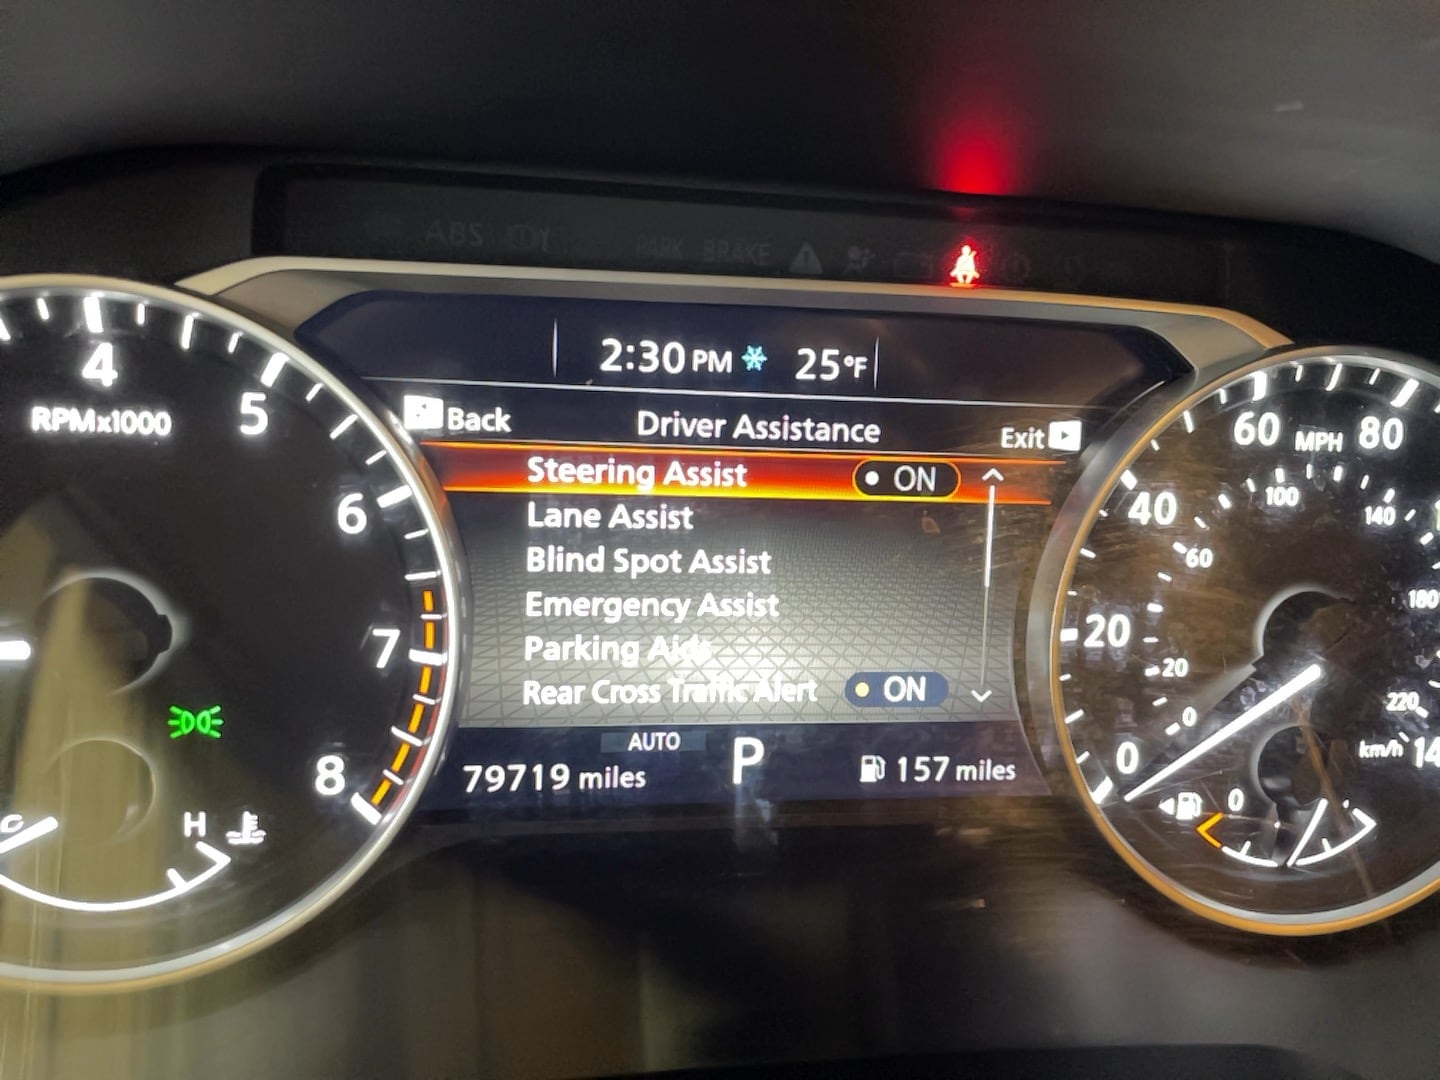 ABS
PARK BRAKE
2:30 PM 25°F
Back Driver Assistance Exit
Steering Assist ON
Lane Assist
Blind Spot Assist
Emergency Assist
Parking Aids
Rear Cross Traffic Alert ON
AUTO
79719 miles P 157 miles
4
5
6
7
8
RPMx1000
C H
0
20
40
60
80
MPH
0
20
60
100
140
180
220
km/h
0